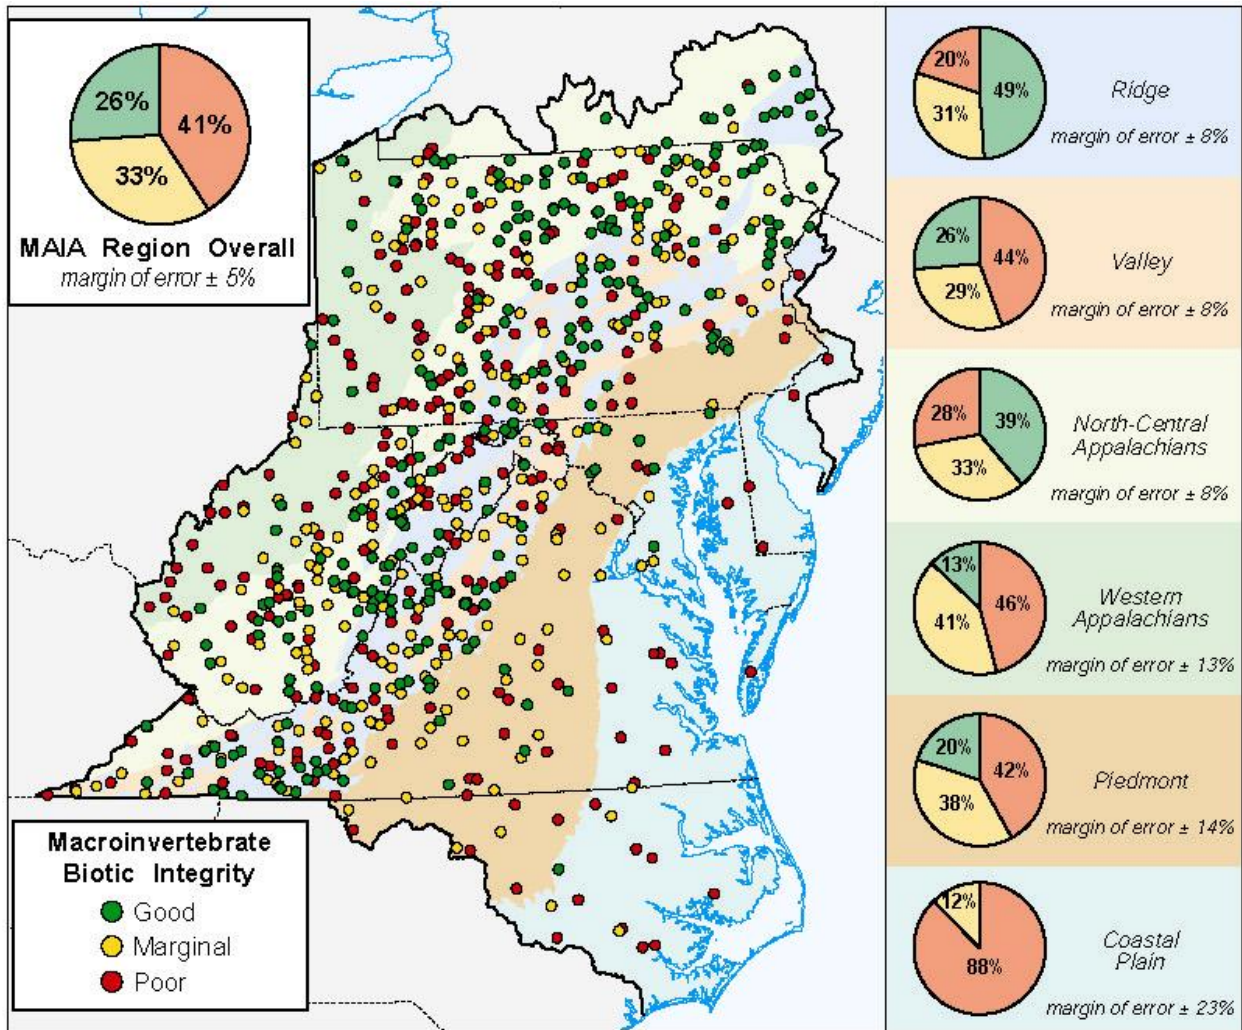 26%
41%
33%
MAIA Region Overall
margin of error ± 5%
Macroinvertebrate
Biotic Integrity
Good
Marginal
Poor
20%
49%
31%
Ridge
margin of error ± 8%
26%
44%
29%
Valley
margin of error ± 8%
28%
39%
33%
North-Central
Appalachians
margin of error ± 8%
13%
46%
41%
Western
Appalachians
margin of error ± 13%
20%
42%
38%
Piedmont
margin of error ± 14%
12%
88%
Coastal
Plain
margin of error ± 23%